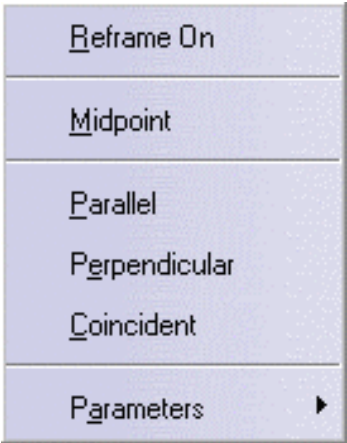 Reframe On
Midpoint
Parallel
Perpendicular
Coincident
Parameters